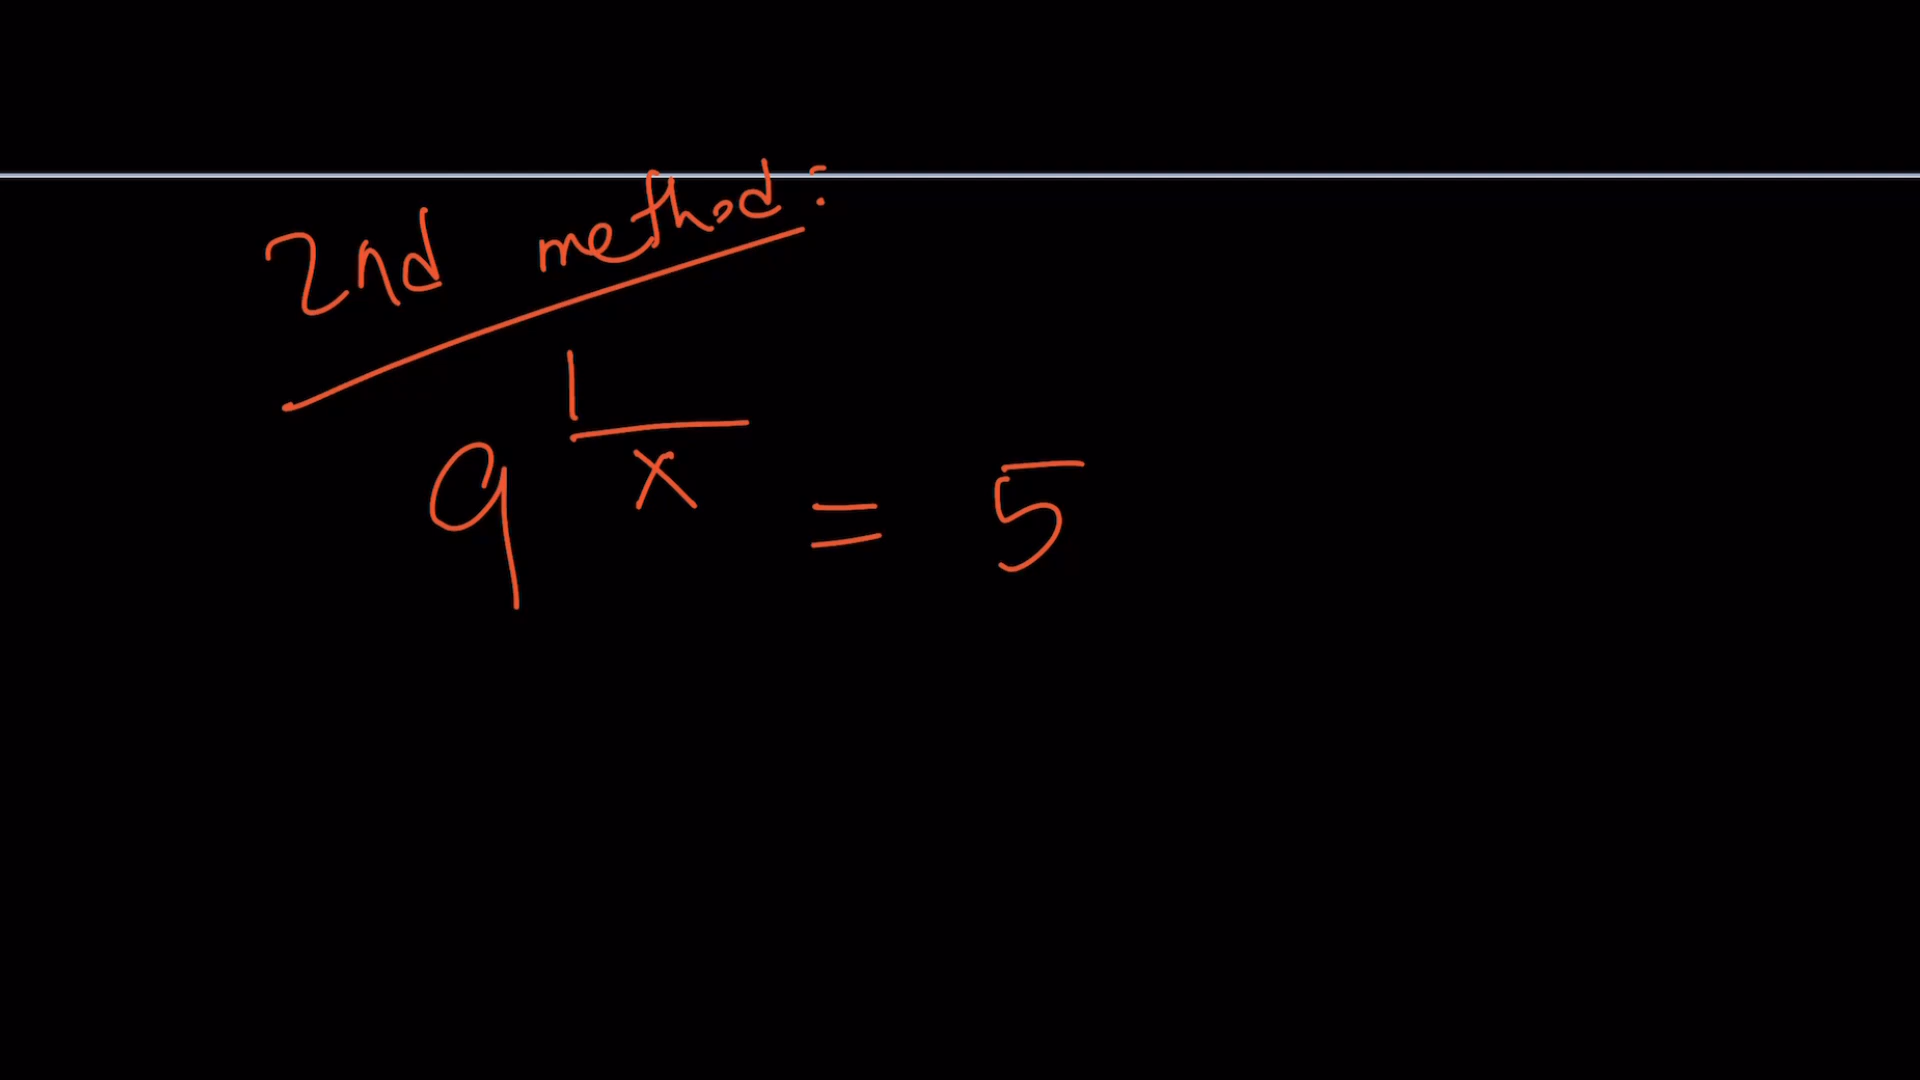 2nd method:
9^(1/x) = 5